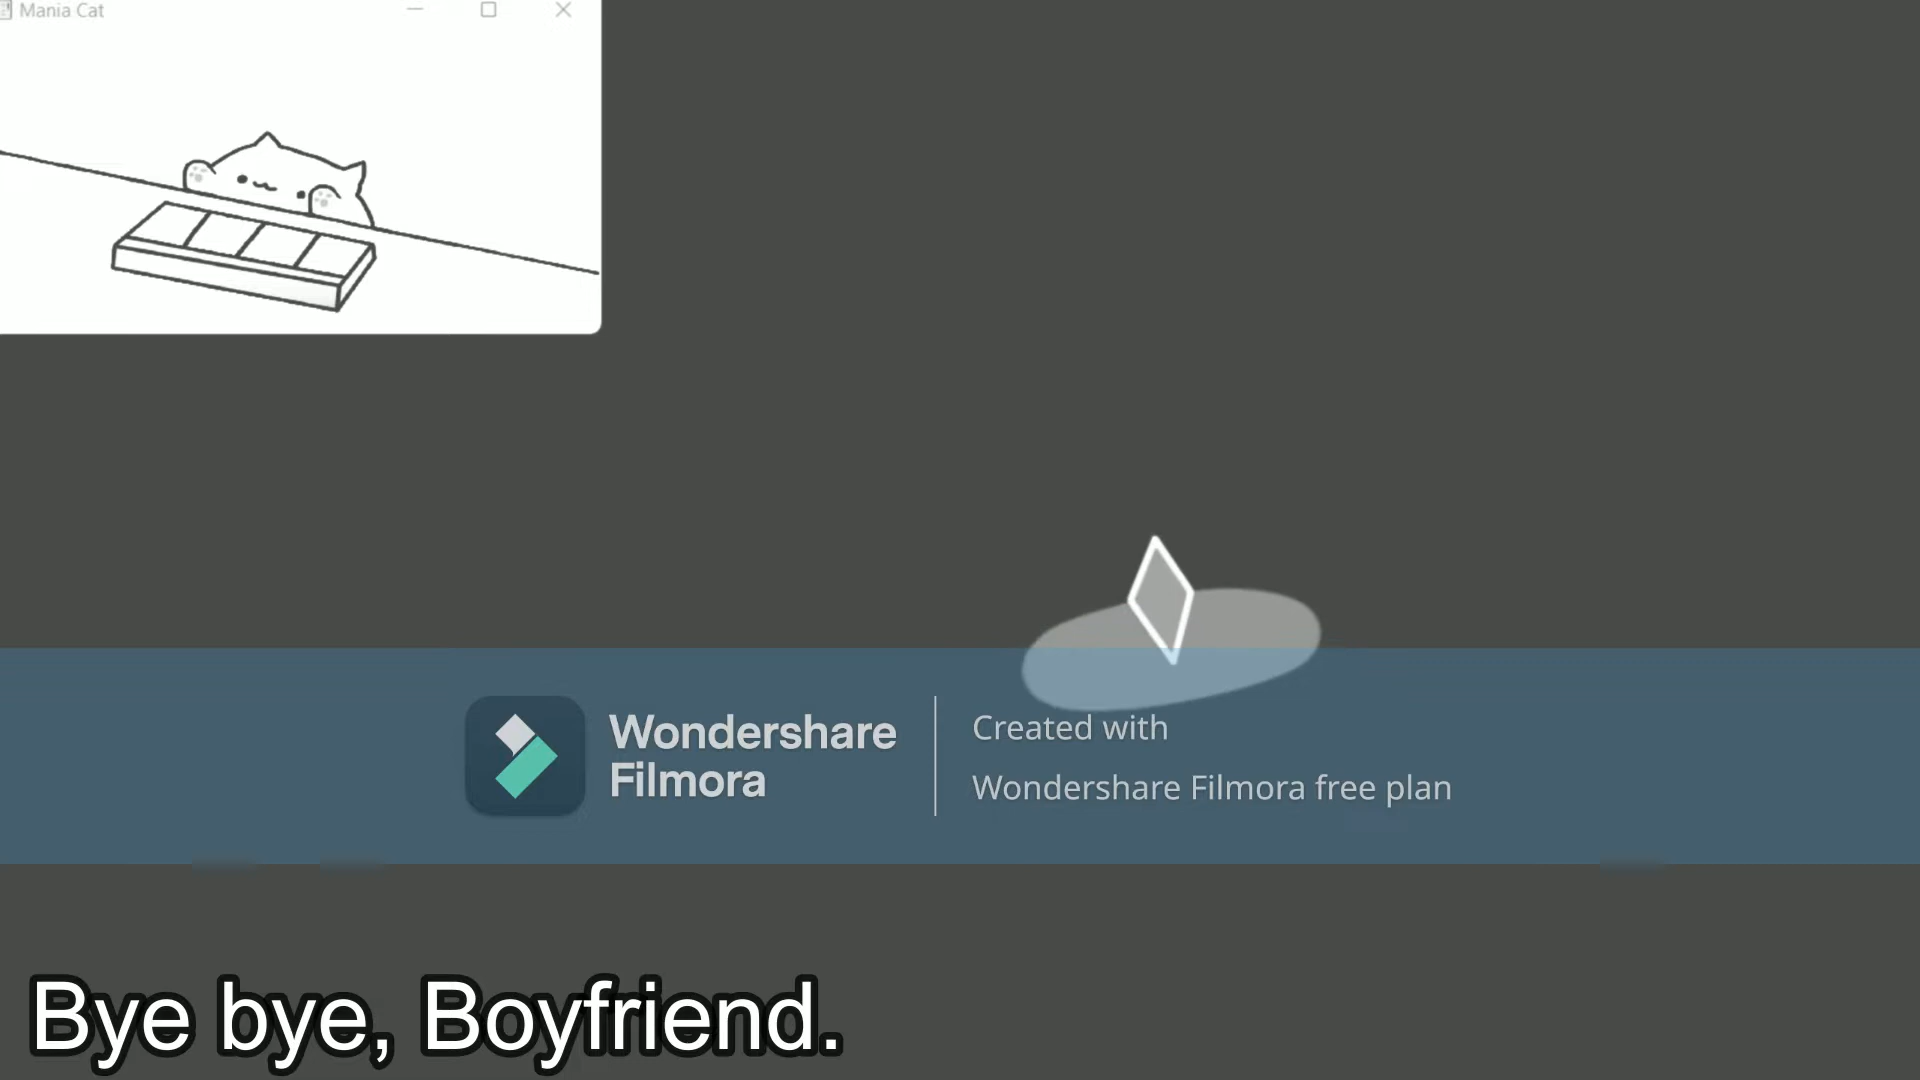 Mania Cat
Wondershare
Filmora
Created with
Wondershare Filmora free plan
Bye bye, Boyfriend.